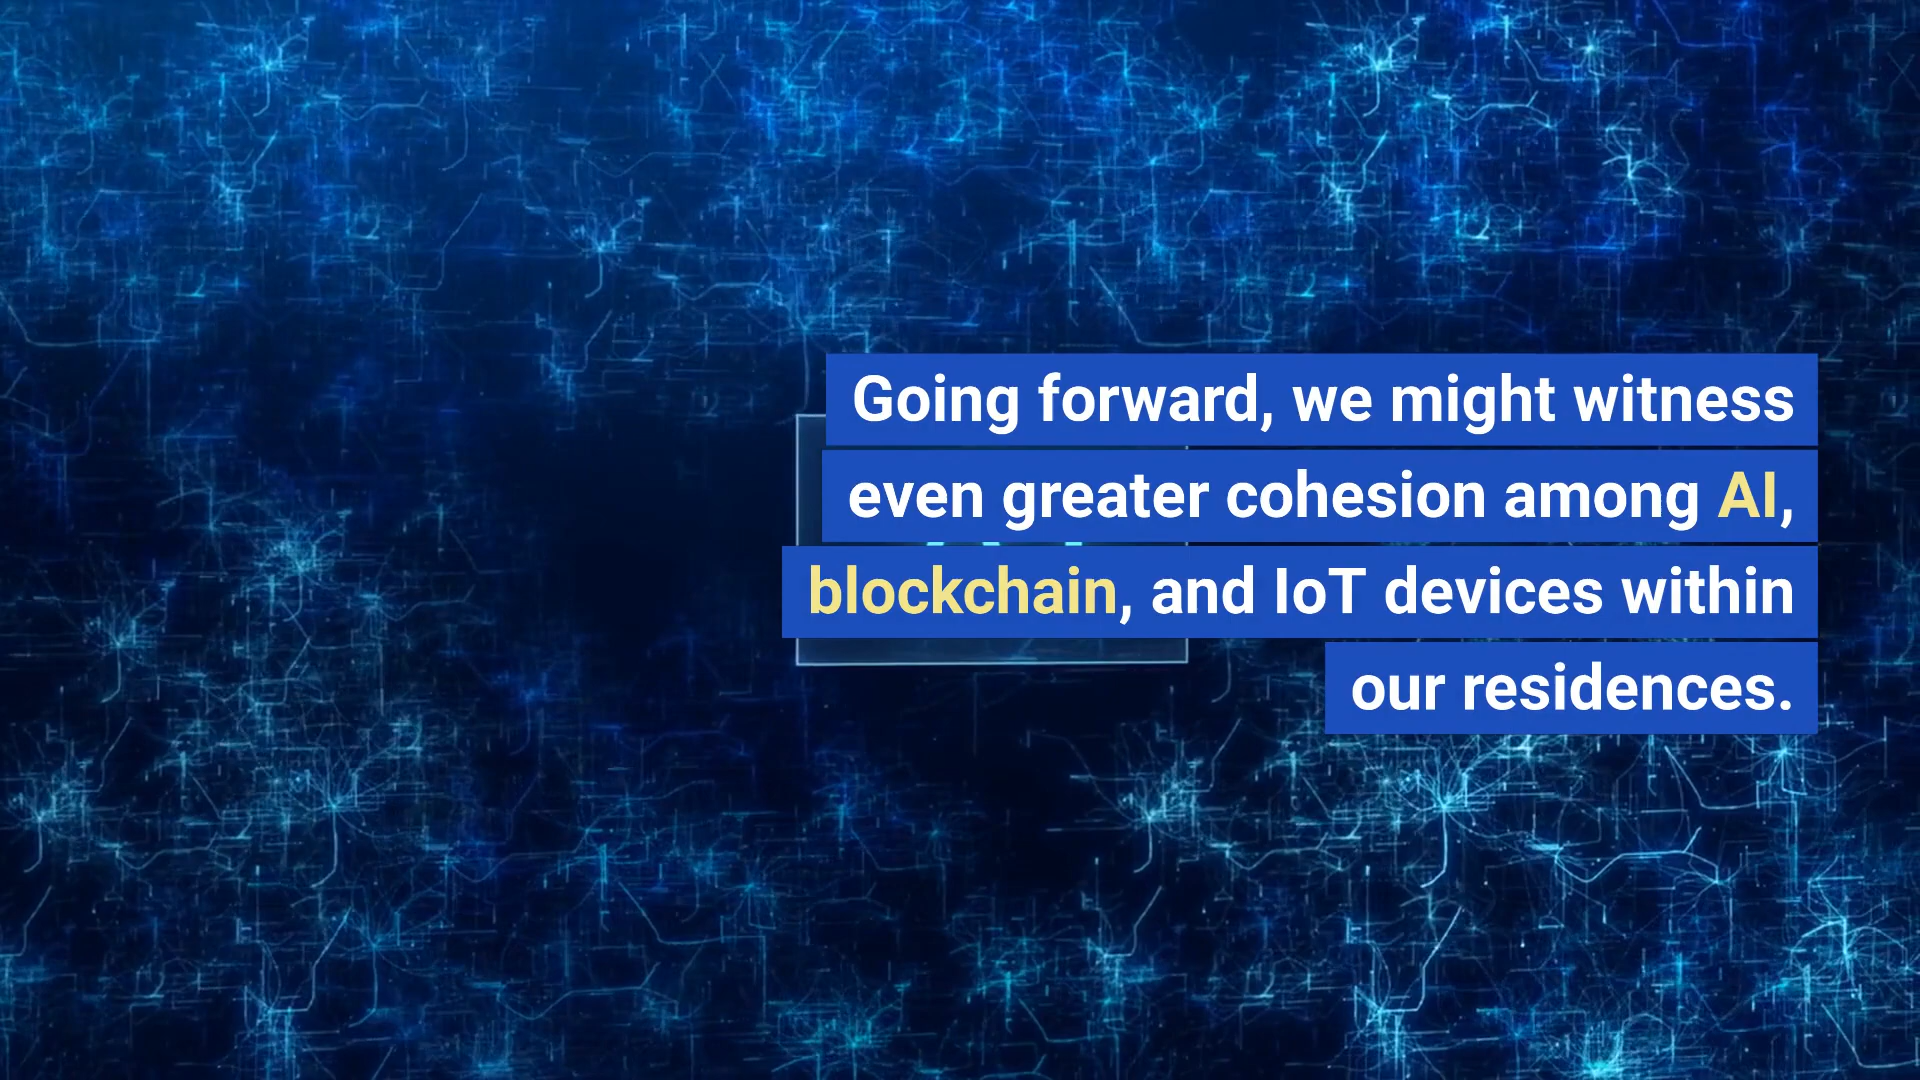 Going forward, we might witness
even greater cohesion among AI,
blockchain, and IoT devices within
our residences.